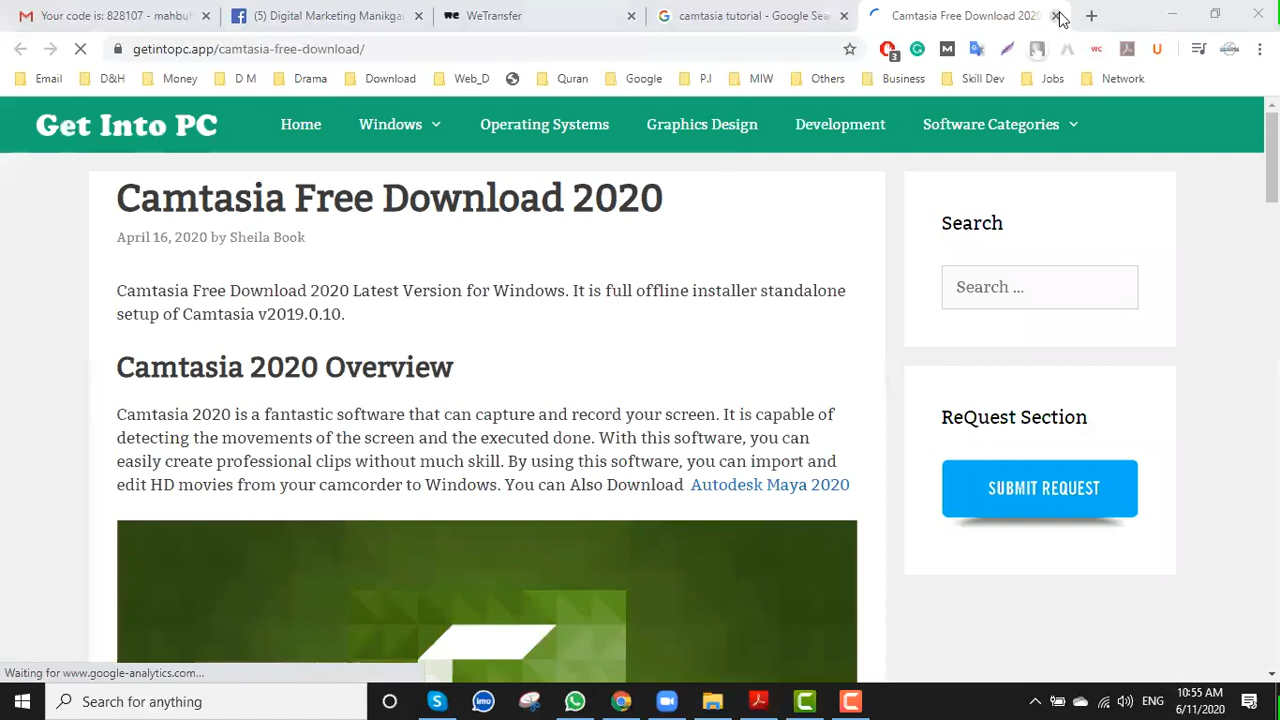 Your code is: 828107 - mahbu
(5) Digital Marketing Manikgan
WeTransfer
camtasia tutorial - Google Sea
Camtasia Free Download 2020
getintopc.app/camtasia-free-download/
3
WC
Email
D&H
Money
D M
Drama
Download
Web_D
Quran
Google
P.I
MIW
Others
Business
Skill Dev
Jobs
Network
Get Into PC
Home
Windows
Operating Systems
Graphics Design
Development
Software Categories
Camtasia Free Download 2020
April 16, 2020 by Sheila Book
Camtasia Free Download 2020 Latest Version for Windows. It is full offline installer standalone
setup of Camtasia v2019.0.10.
Camtasia 2020 Overview
Camtasia 2020 is a fantastic software that can capture and record your screen. It is capable of
detecting the movements of the screen and the executed done. With this software, you can
easily create professional clips without much skill. By using this software, you can import and
edit HD movies from your camcorder to Windows. You can Also Download Autodesk Maya 2020
Search
Search ...
ReQuest Section
SUBMIT REQUEST
Waiting for www.google-analytics.com...
Search for anything
imo
ENG
10:55 AM
6/11/2020